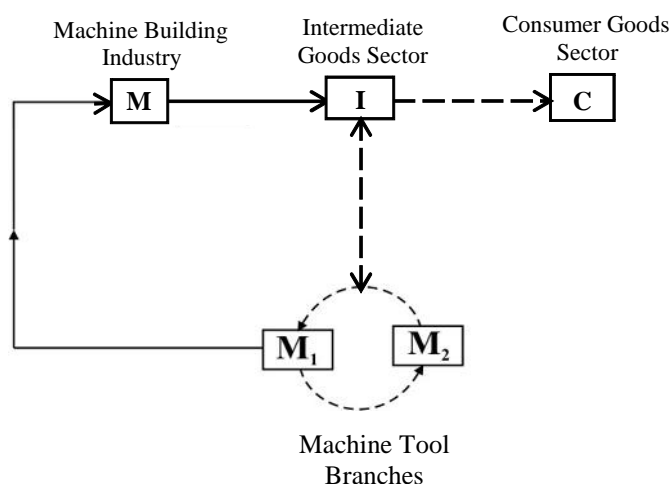 Machine Building
Industry
Intermediate
Goods Sector
Consumer Goods
Sector
M
I
C
M₁
M₂
Machine Tool
Branches